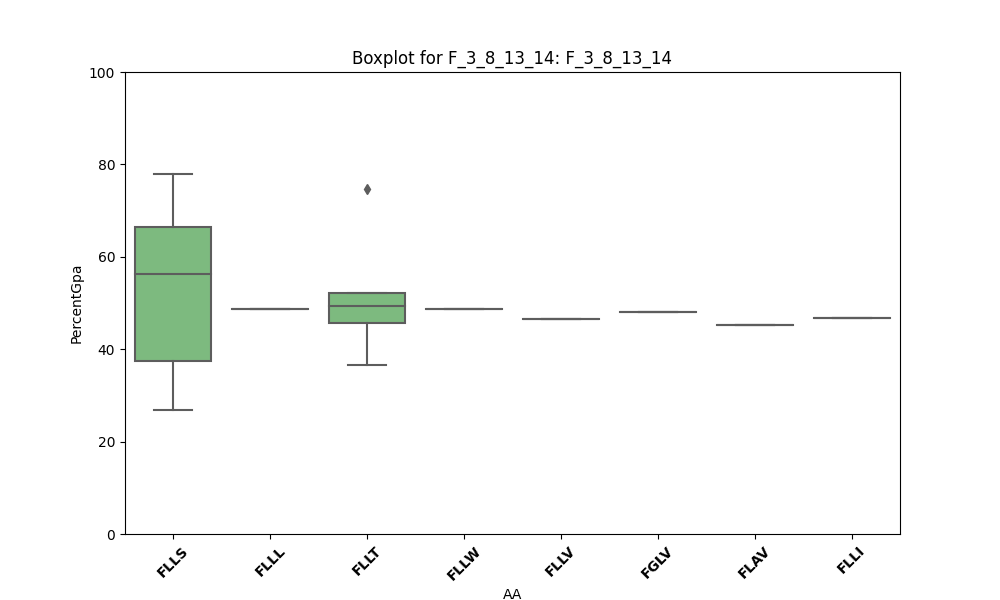 Boxplot for F_3_8_13_14: F_3_8_13_14
100
80
60
40
20
0
PercentGpa
FLLS
FLLL
FLLT
FLLW
FLLV
FGLV
FLAV
FLLI
AA